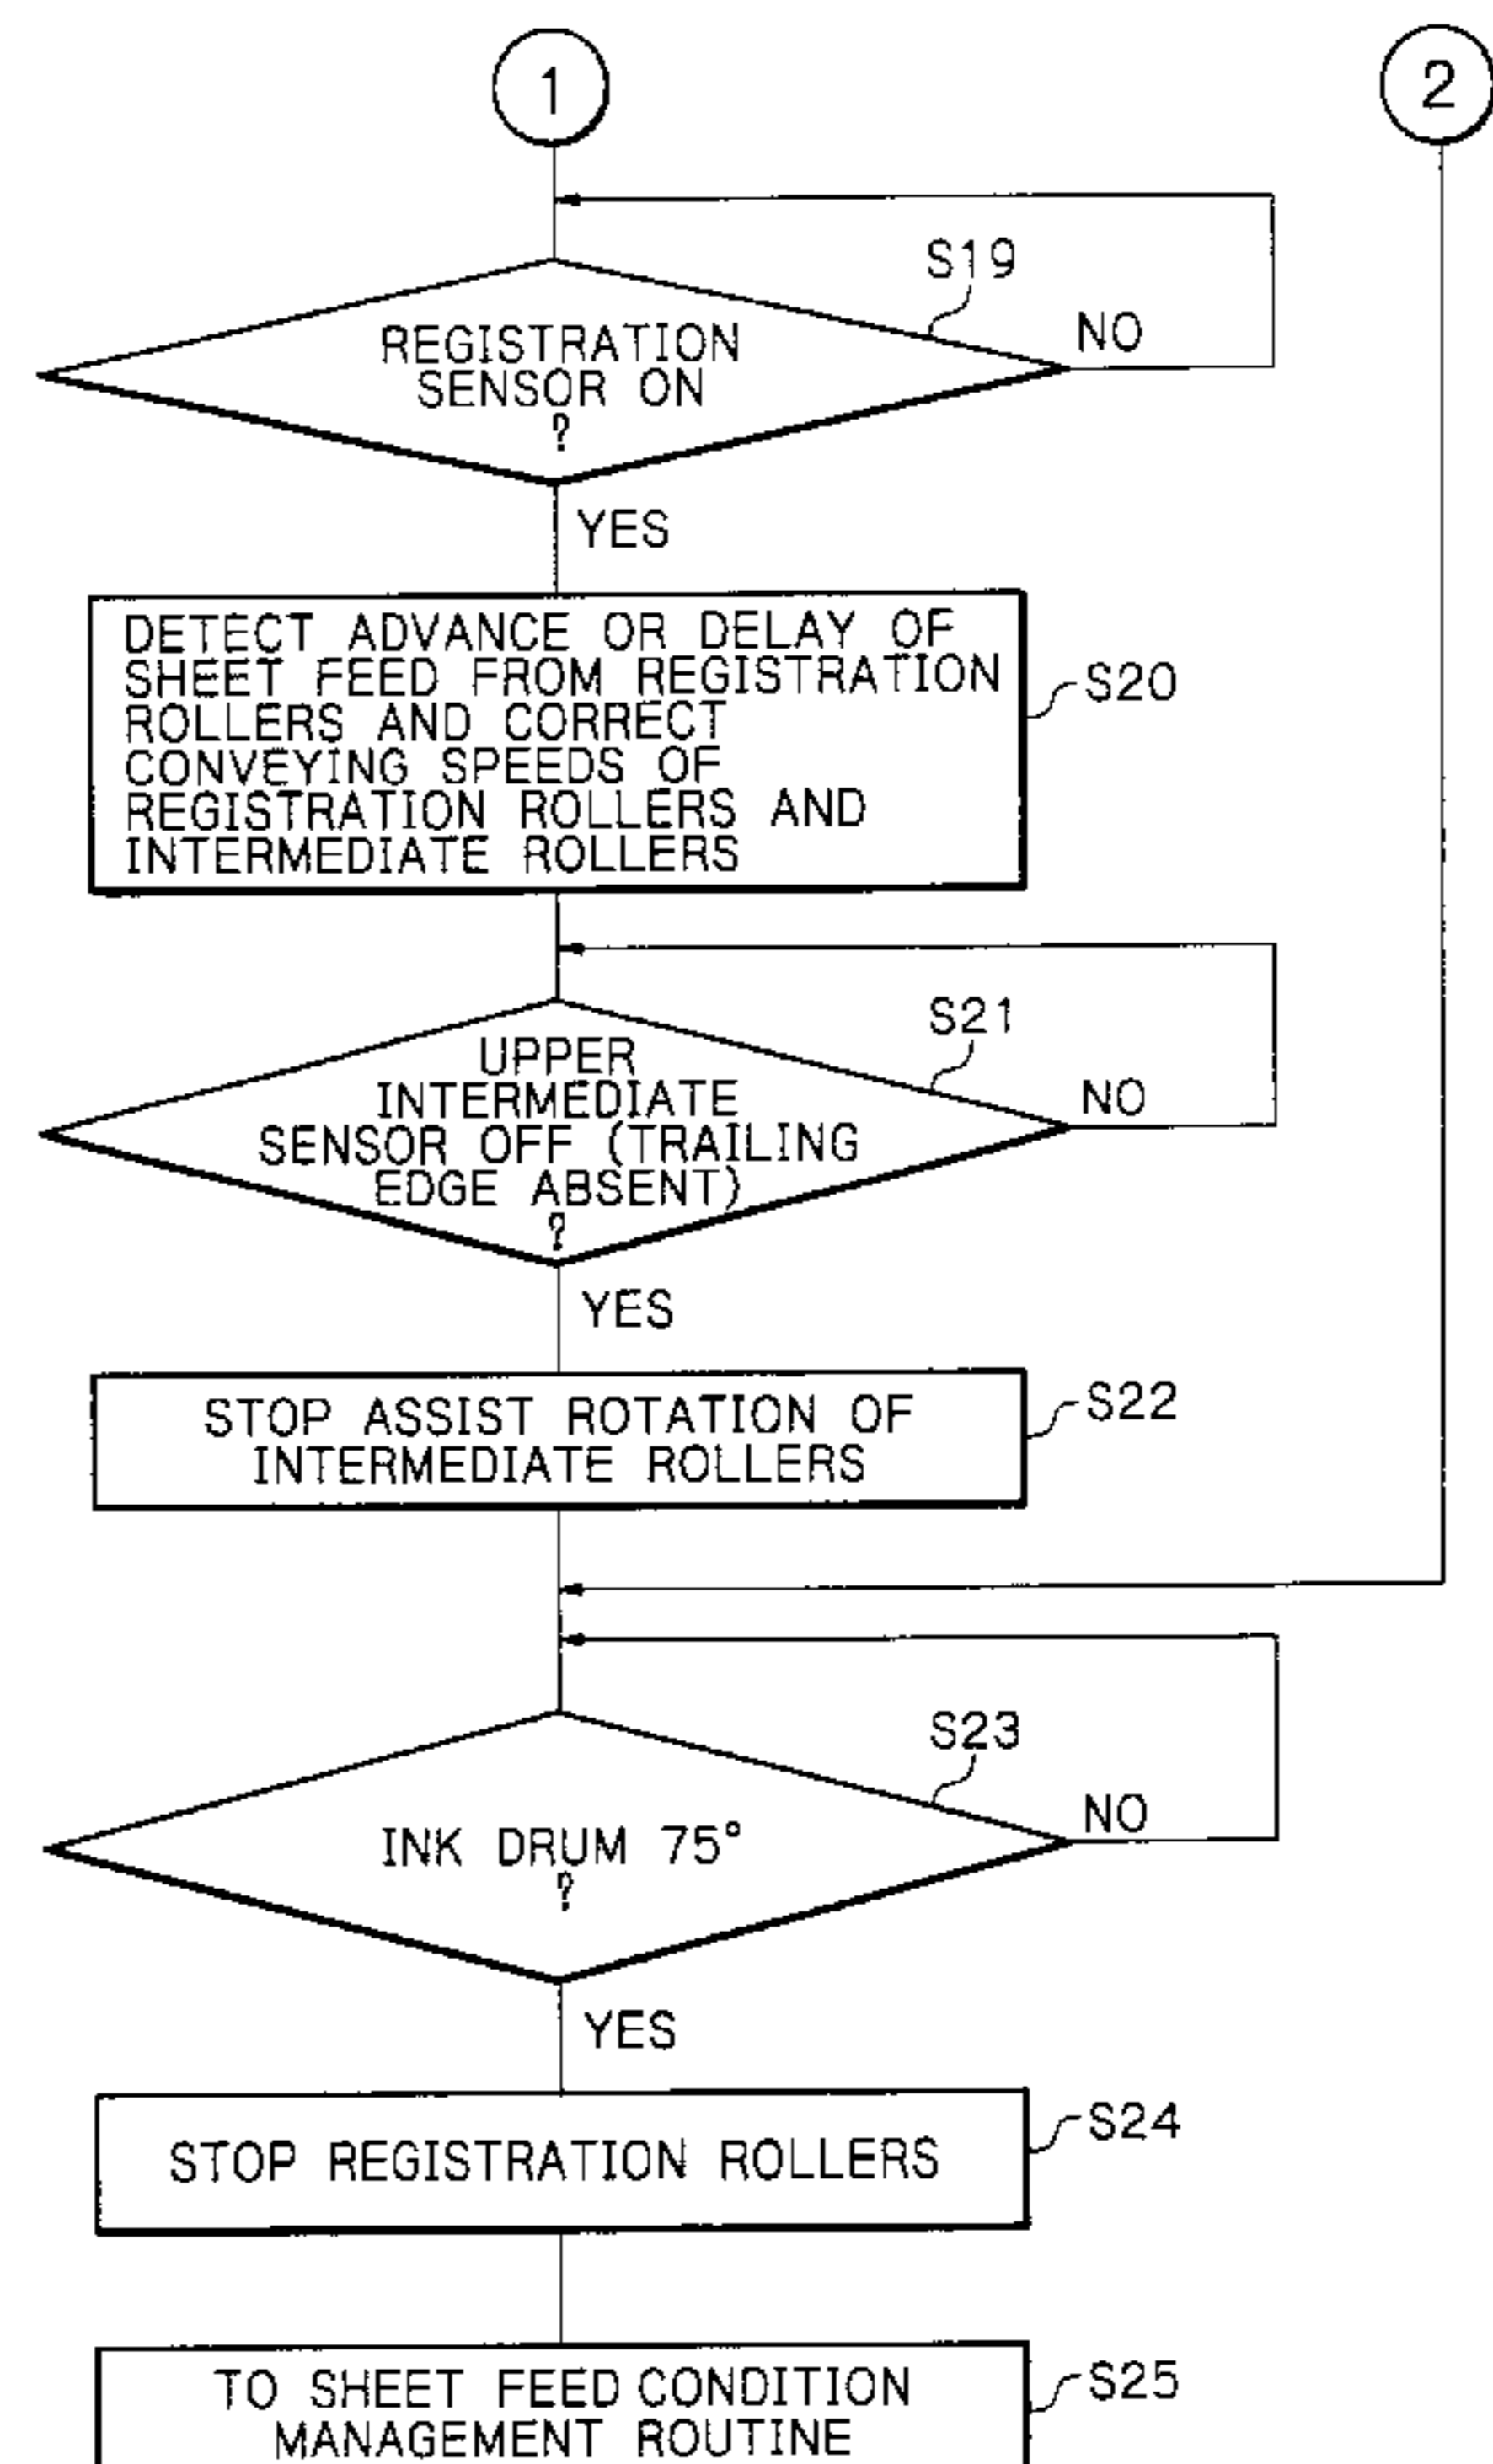 1
2
S19
REGISTRATION
SENSOR ON
?
NO
YES
DETECT ADVANCE OR DELAY OF
SHEET FEED FROM REGISTRATION
ROLLERS AND CORRECT
CONVEYING SPEEDS OF
REGISTRATION ROLLERS AND
INTERMEDIATE ROLLERS
S20
S21
UPPER
INTERMEDIATE
SENSOR OFF (TRAILING
EDGE ABSENT)
?
NO
YES
STOP ASSIST ROTATION OF
INTERMEDIATE ROLLERS
S22
S23
INK DRUM 75°
?
NO
YES
STOP REGISTRATION ROLLERS
S24
TO SHEET FEED CONDITION
MANAGEMENT ROUTINE
S25